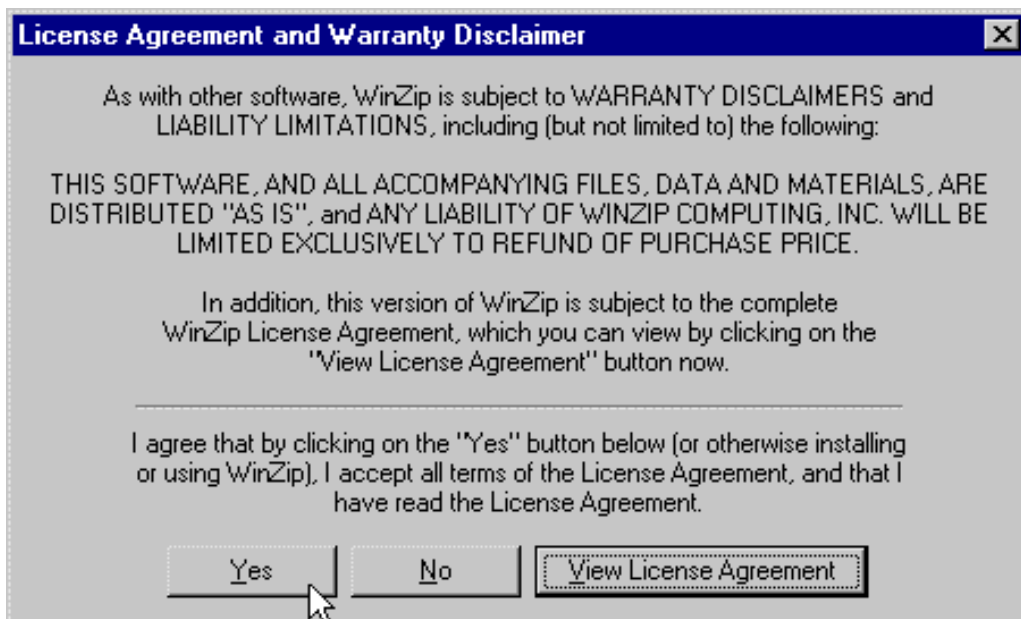 License Agreement and Warranty Disclaimer
As with other software, WinZip is subject to WARRANTY DISCLAIMERS and
LIABILITY LIMITATIONS, including (but not limited to) the following:
THIS SOFTWARE, AND ALL ACCOMPANYING FILES, DATA AND MATERIALS, ARE
DISTRIBUTED "AS IS", and ANY LIABILITY OF WINZIP COMPUTING, INC. WILL BE
LIMITED EXCLUSIVELY TO REFUND OF PURCHASE PRICE.
In addition, this version of WinZip is subject to the complete
WinZip License Agreement, which you can view by clicking on the
"View License Agreement" button now.
I agree that by clicking on the "Yes" button below (or otherwise installing
or using WinZip), I accept all terms of the License Agreement, and that I
have read the License Agreement.
Yes No View License Agreement